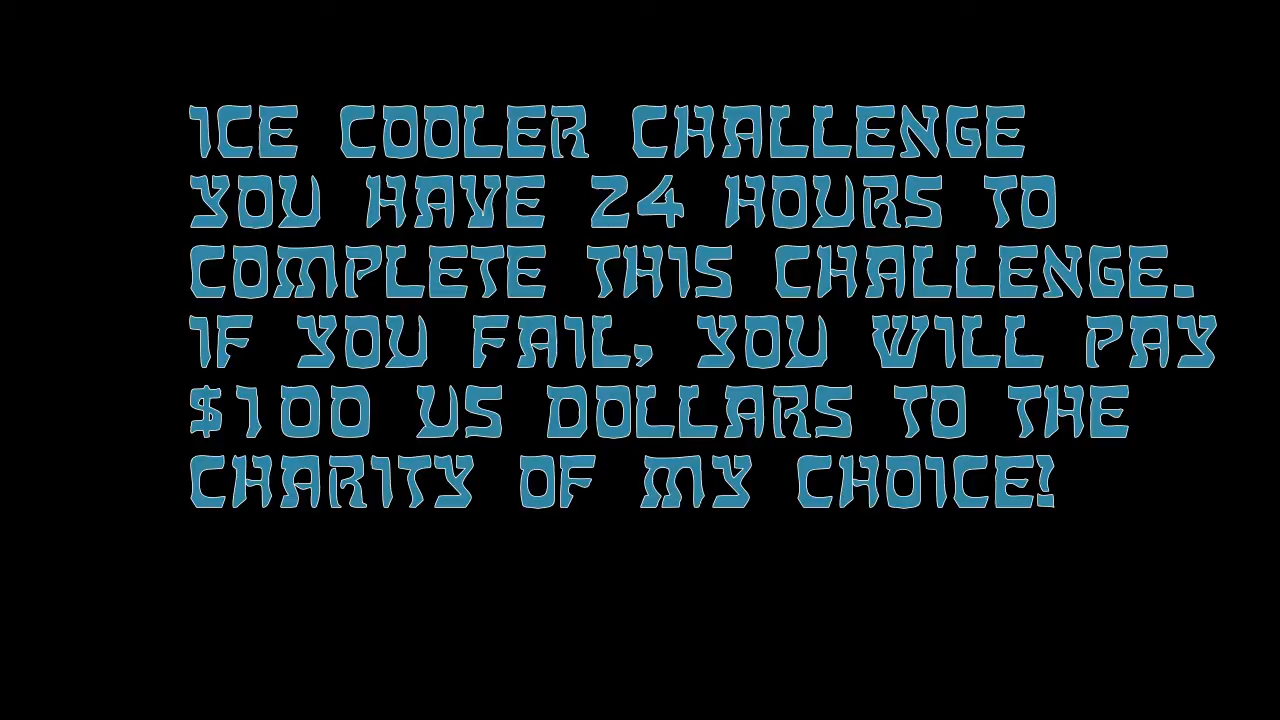 ICE COOLER CHALLENGE
YOU HAVE 24 HOURS TO
COMPLETE THIS CHALLENGE.
IF YOU FAIL, YOU WILL PAY
$100 US DOLLARS TO THE
CHARITY OF MY CHOICE!